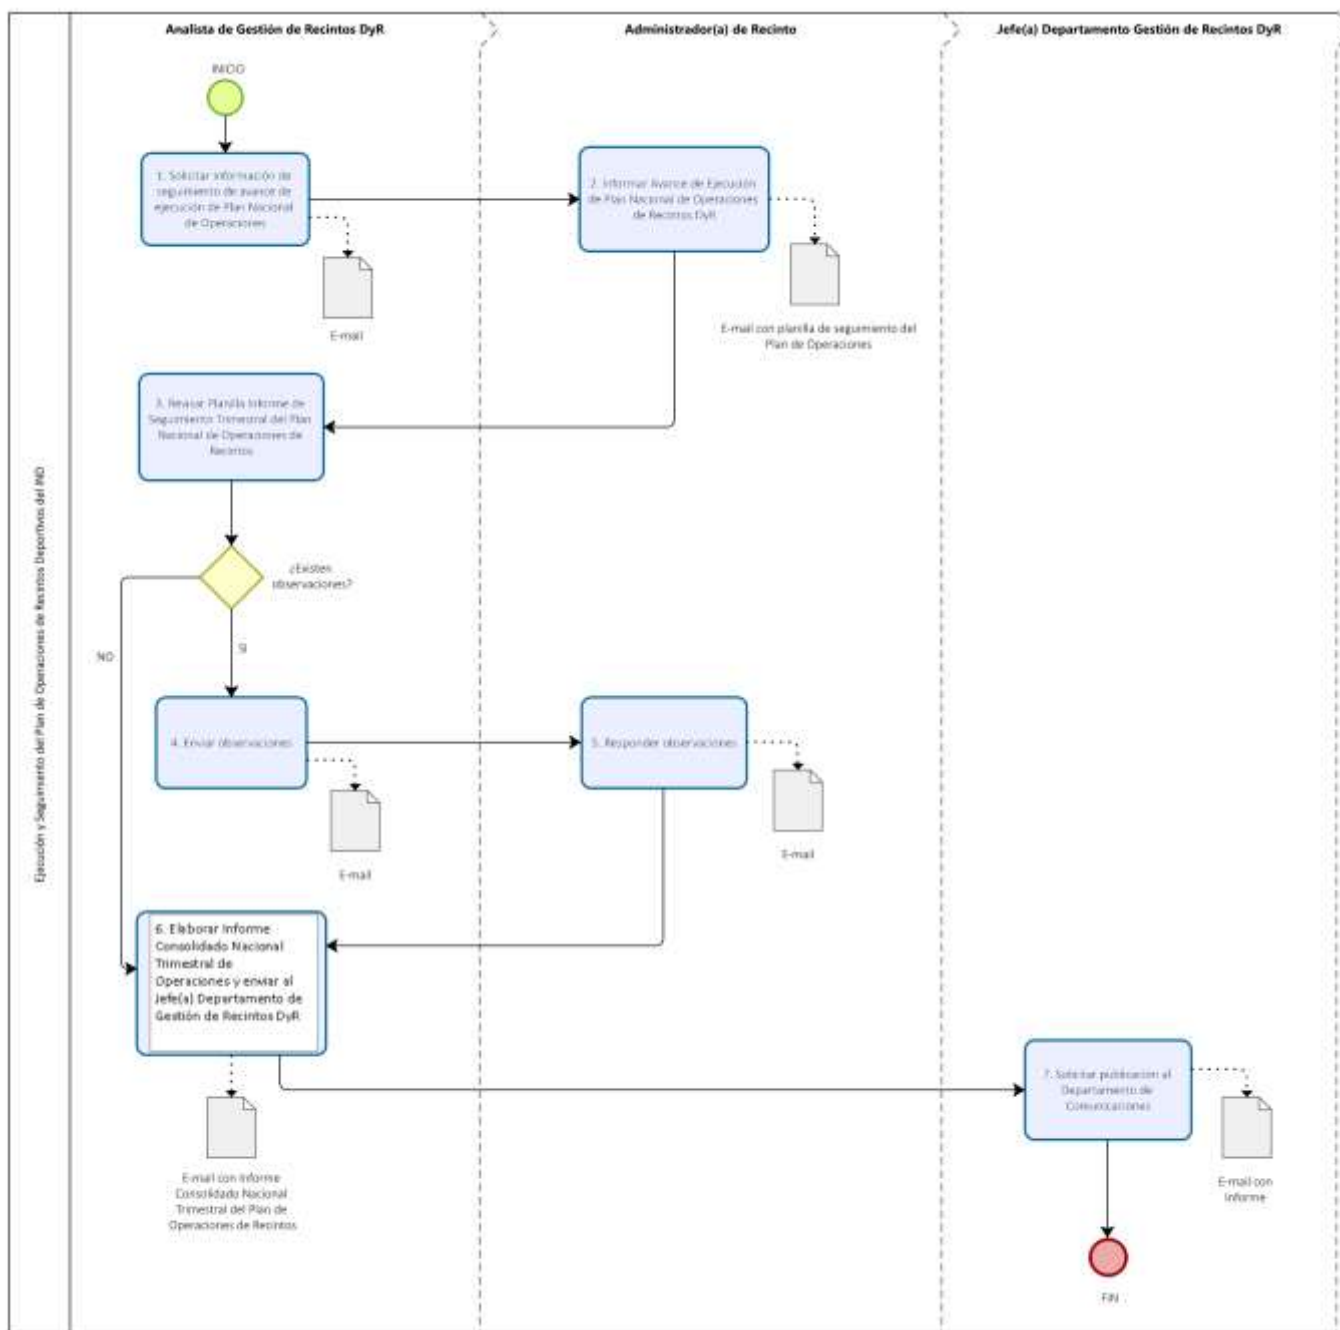 Analista de Gestión de Recintos DyR
Administrador(a) de Recinto
Jefe(a) Departamento Gestión de Recintos DyR
Ejecución y Seguimiento del Plan de Operaciones de Recintos Deportivos del IND
INICIO
1. Solicitar información de
seguimiento de avance de
ejecución de Plan Nacional
de Operaciones
E-mail
2. Informar Avance de Ejecución
de Plan Nacional de Operaciones
de Recintos DyR
E-mail con planilla de seguimiento del
Plan de Operaciones
3. Revisar Planilla Informe de
Seguimiento Trimestral del Plan
Nacional de Operaciones de
Recintos
¿Existen
observaciones?
NO
SI
4. Enviar observaciones
E-mail
5. Responder observaciones
E-mail
6. Elaborar Informe
Consolidado Nacional
Trimestral de
Operaciones y enviar al
Jefe(a) Departamento de
Gestión de Recintos DyR
E-mail con Informe
Consolidado Nacional
Trimestral del Plan de
Operaciones de Recintos
7. Solicitar publicación al
Departamento de
Comunicaciones
E-mail con
Informe
FIN